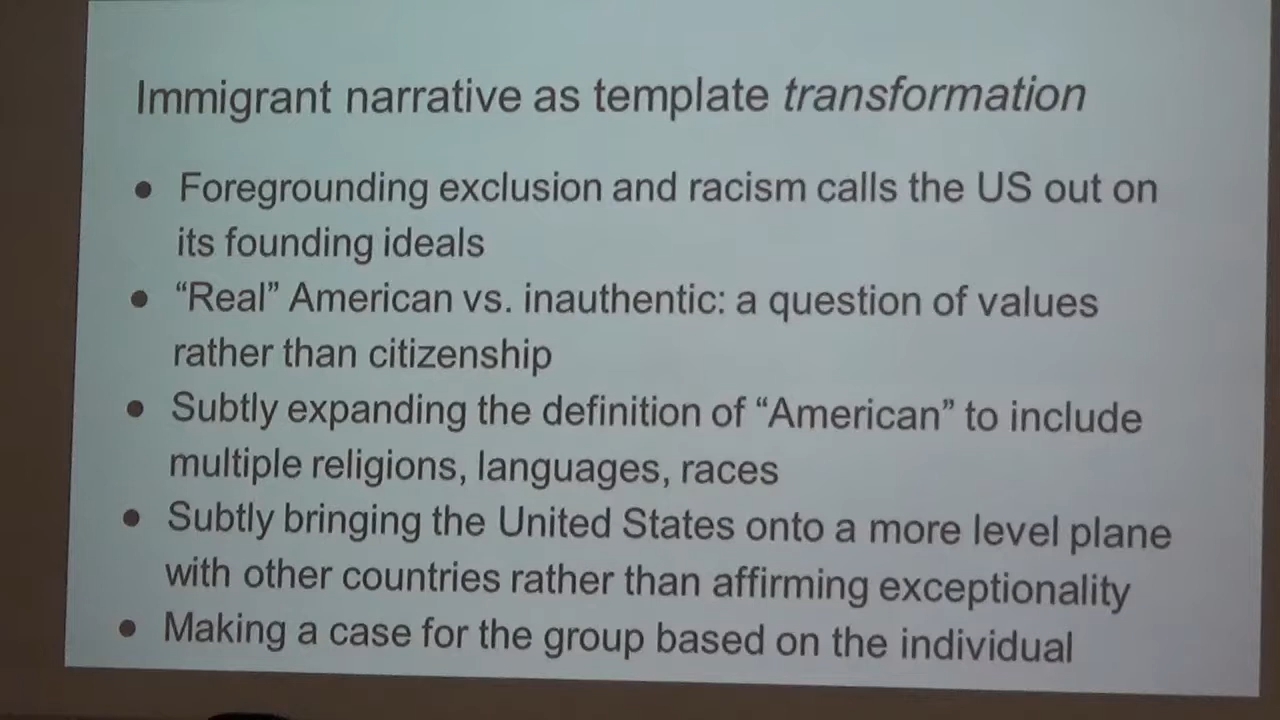 Immigrant narrative as template transformation
● Foregrounding exclusion and racism calls the US out on
its founding ideals
● “Real” American vs. inauthentic: a question of values
rather than citizenship
● Subtly expanding the definition of “American” to include
multiple religions, languages, races
● Subtly bringing the United States onto a more level plane
with other countries rather than affirming exceptionality
● Making a case for the group based on the individual